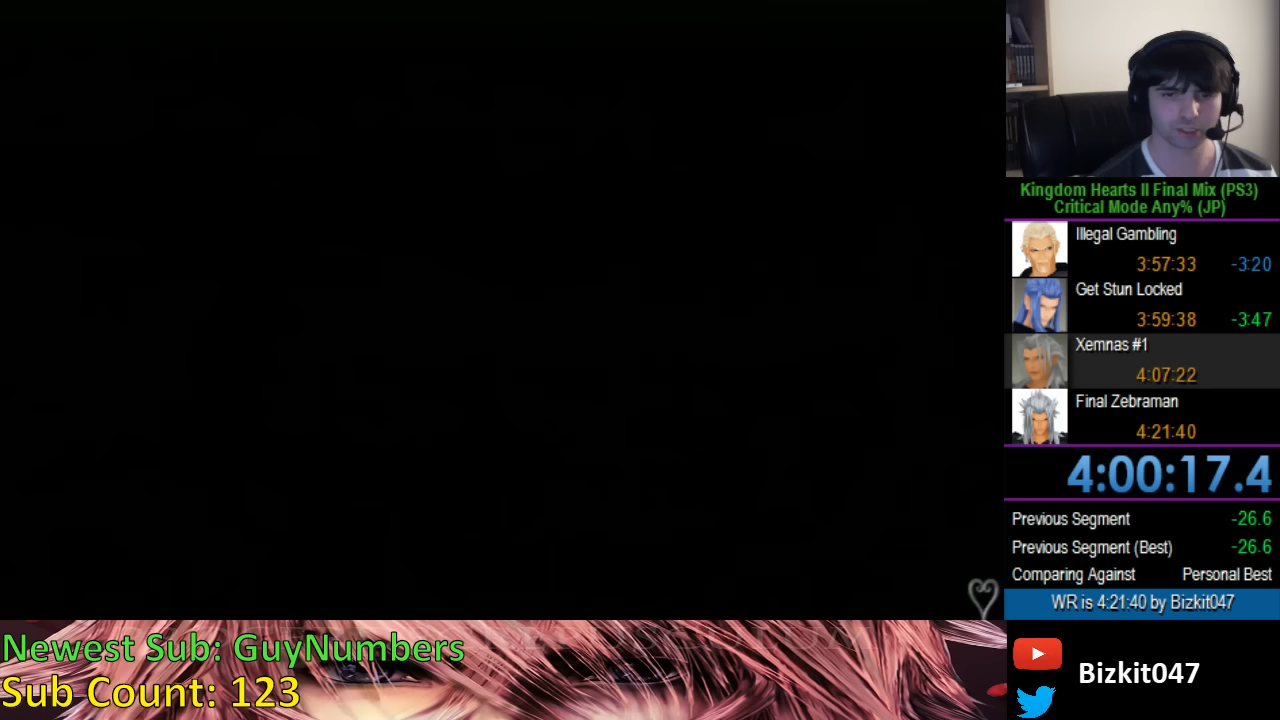 Kingdom Hearts II Final Mix (PS3)
Critical Mode Any% (JP)
Illegal Gambling
3:57:33 -3:20
Get Stun Locked
3:59:38 -3:47
Xemnas #1
4:07:22
Final Zebraman
4:21:40
4:00:17.4
Previous Segment -26.6
Previous Segment (Best) -26.6
Comparing Against Personal Best
WR is 4:21:40 by Bizkit047
Newest Sub: GuyNumbers
Sub Count: 123
Bizkit047